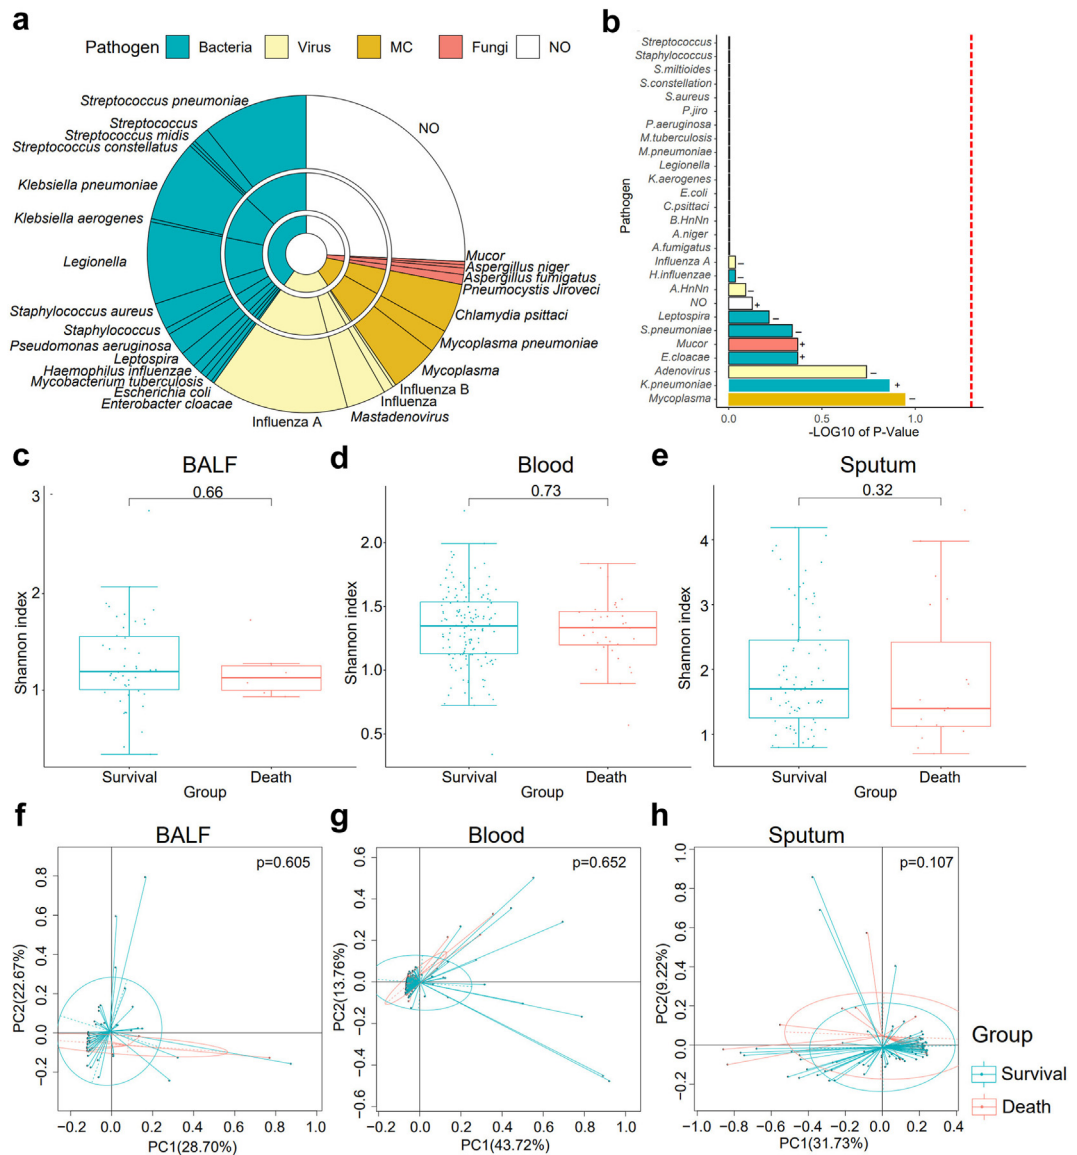 a
Pathogen Bacteria Virus MC Fungi NO
Streptococcus pneumoniae
Streptococcus
Streptococcus midis
Streptococcus constellatus
Klebsiella pneumoniae
Klebsiella aerogenes
Legionella
Staphylococcus aureus
Staphylococcus
Pseudomonas aeruginosa
Leptospira
Haemophilus influenzae
Mycobacterium tuberculosis
Escherichia coli
Enterobacter cloacae
Influenza A
Mastadenovirus
Influenza
Influenza B
Mycoplasma
Mycoplasma pneumoniae
Chlamydia psittaci
Pneumocystis Jiroveci
Aspergillus fumigatus
Aspergillus niger
Mucor
NO
b
Pathogen
Streptococcus
Staphylococcus
S.miltioides
S.constellation
S.aureus
P.jiro
P.aeruginosa
M.tuberculosis
M.pneumoniae
Legionella
K.aerogenes
E.coli
C.psittaci
B.HnNn
A.niger
A.fumigatus
Influenza A –
H.influenzae –
A.HnNn –
NO +
Leptospira –
S.pneumoniae –
Mucor +
E.cloacae +
Adenovirus –
K.pneumoniae +
Mycoplasma –
0.0 0.5 1.0
-LOG10 of P-Value
c
BALF
0.66
Shannon index
3
2
1
Survival Death
Group
d
Blood
0.73
Shannon index
2.0
1.5
1.0
0.5
Survival Death
Group
e
Sputum
0.32
Shannon index
4
3
2
1
Survival Death
Group
f
BALF
p=0.605
PC2(22.67%)
0.8
0.6
0.4
0.2
0.0
−0.2
−0.2 0.0 0.2 0.4 0.6 0.8 1.0
PC1(28.70%)
g
Blood
p=0.652
PC2(13.76%)
0.6
0.4
0.2
0.0
−0.2
−0.4
−0.6
−0.2 0.0 0.2 0.4 0.6 0.8 1.0
PC1(43.72%)
h
Sputum
p=0.107
PC2(9.22%)
1.0
0.8
0.6
0.4
0.2
0.0
−0.2
−1.0 −0.8 −0.6 −0.4 −0.2 0.0 0.2 0.4
PC1(31.73%)
Group
Survival
Death